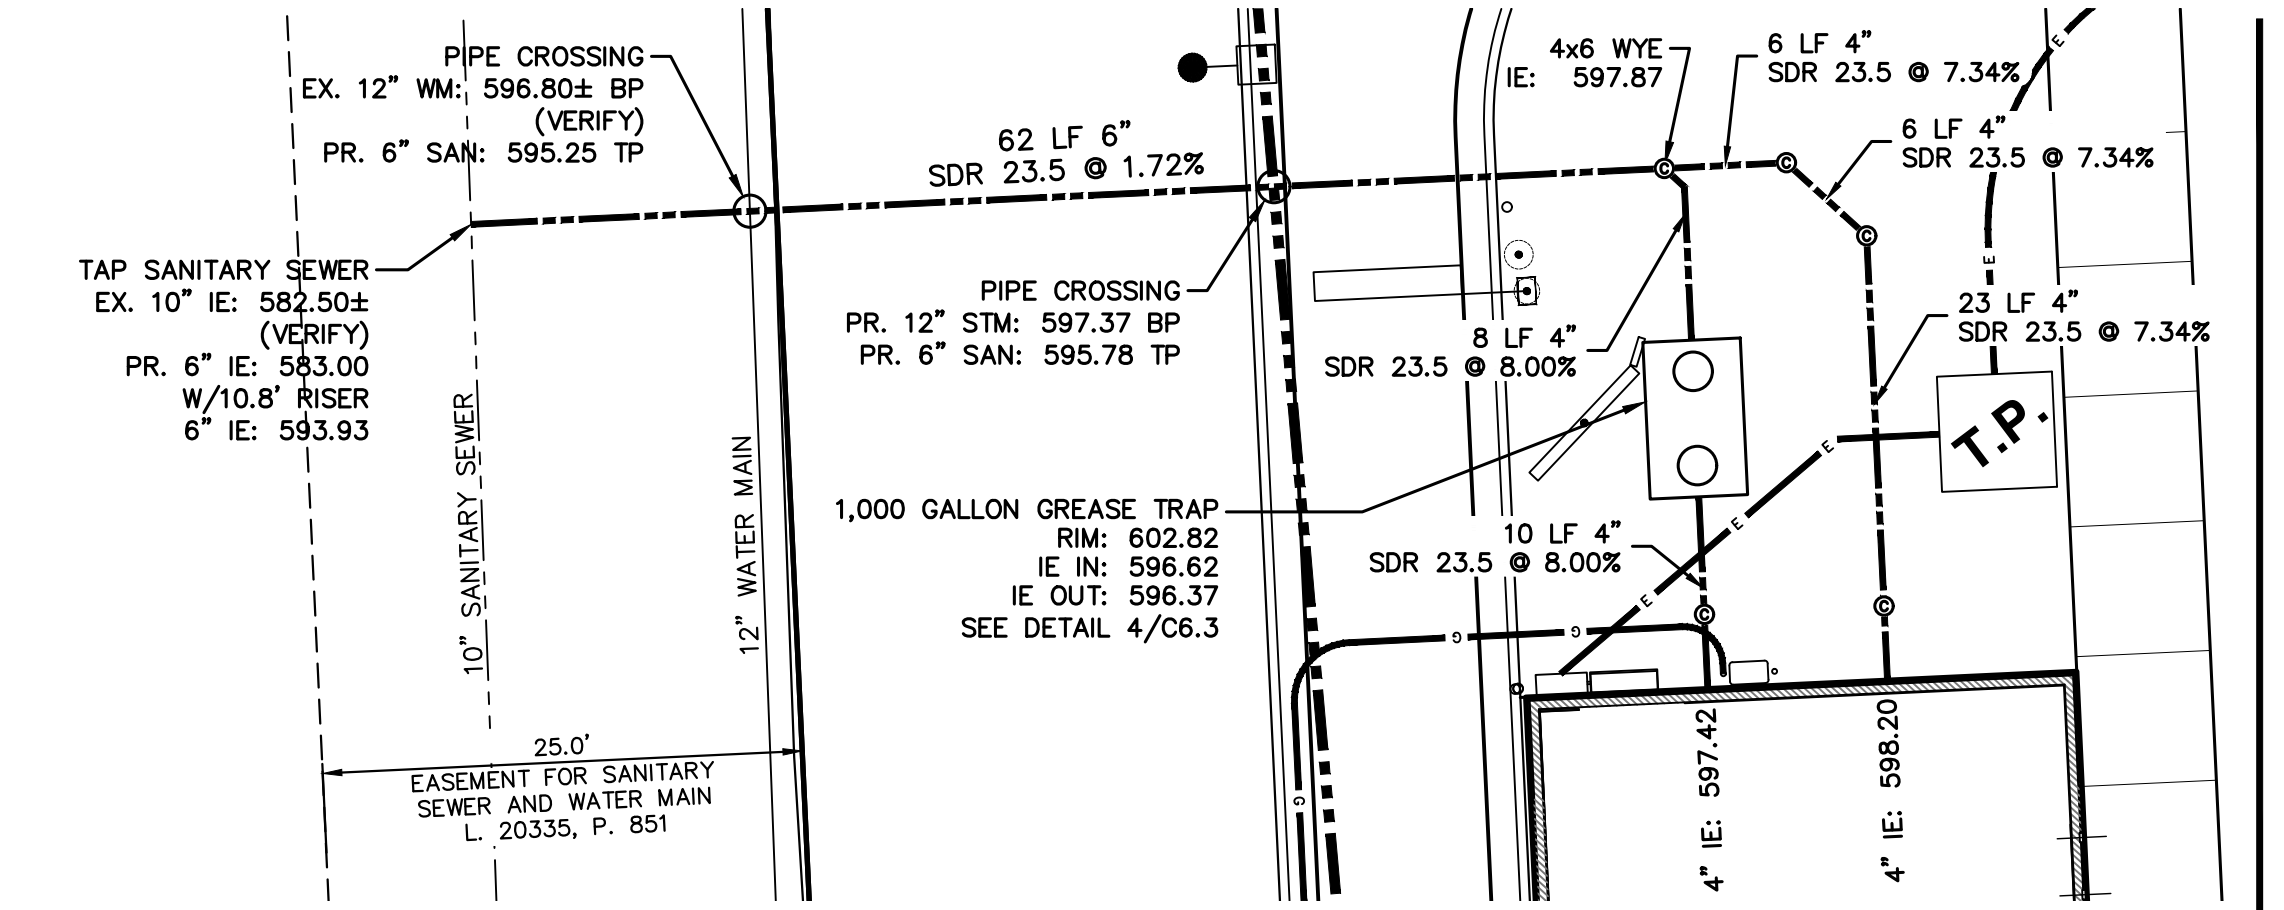 PIPE CROSSING
EX. 12" WM: 596.80± BP
(VERIFY)
PR. 6" SAN: 595.25 TP
62 LF 6"
SDR 23.5 @ 1.72%
4x6 WYE
IE: 597.87
6 LF 4"
SDR 23.5 @ 7.34%
6 LF 4"
SDR 23.5 @ 7.34%
TAP SANITARY SEWER
EX. 10" IE: 582.50±
(VERIFY)
PR. 6" IE: 583.00
W/10.8' RISER
6" IE: 593.93
PIPE CROSSING
PR. 12" STM: 597.37 BP
PR. 6" SAN: 595.78 TP
8 LF 4"
SDR 23.5 @ 8.00%
23 LF 4"
SDR 23.5 @ 7.34%
T.P.
10" SANITARY SEWER
12" WATER MAIN
1,000 GALLON GREASE TRAP
RIM: 602.82
IE IN: 596.62
IE OUT: 596.37
SEE DETAIL 4/C6.3
10 LF 4"
SDR 23.5 @ 8.00%
C
C
C
C
C
E
E
E
E
E
G
G
G
25.0'
EASEMENT FOR SANITARY
SEWER AND WATER MAIN
L. 20335, P. 851
4" IE: 597.42
4" IE: 598.20